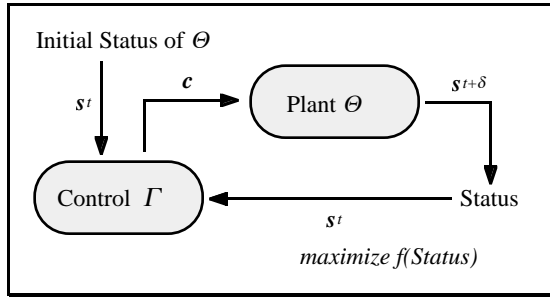 Initial Status of Θ
c
s^t
Plant Θ
s^{t+δ}
Control Γ
s^t
Status
maximize f(Status)